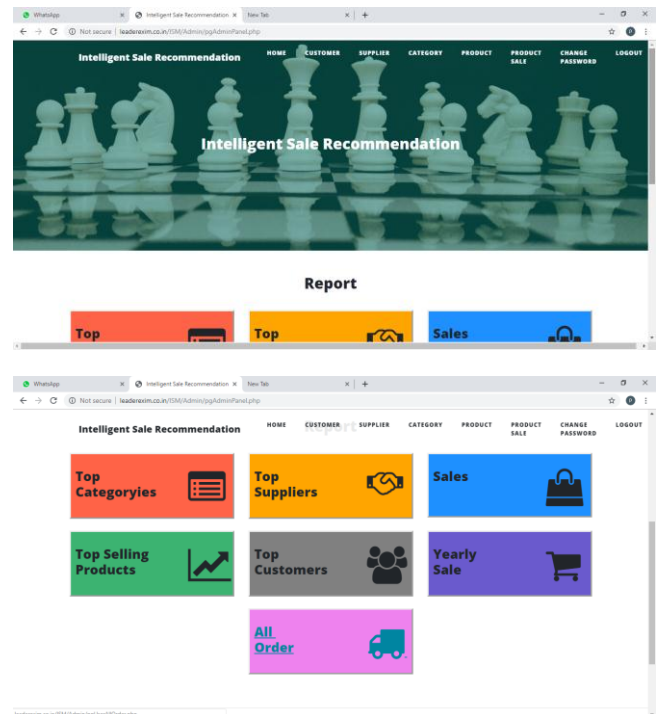 WhatsApp
Intelligent Sale Recommendation
New Tab
Not secure | leaderexim.co.in/ISM/Admin/pgAdminPanel.php
Intelligent Sale Recommendation
HOME
CUSTOMER
SUPPLIER
CATEGORY
PRODUCT
PRODUCT
SALE
CHANGE
PASSWORD
LOGOUT
Intelligent Sale Recommendation
Report
Top
Top
Sales
WhatsApp
Intelligent Sale Recommendation
New Tab
Not secure | leaderexim.co.in/ISM/Admin/pgAdminPanel.php
Intelligent Sale Recommendation
HOME
CUSTOMER
SUPPLIER
CATEGORY
PRODUCT
PRODUCT
SALE
CHANGE
PASSWORD
LOGOUT
Report
Top
Categoryies
Top
Suppliers
Sales
Top Selling
Products
Top
Customers
Yearly
Sale
All
Order